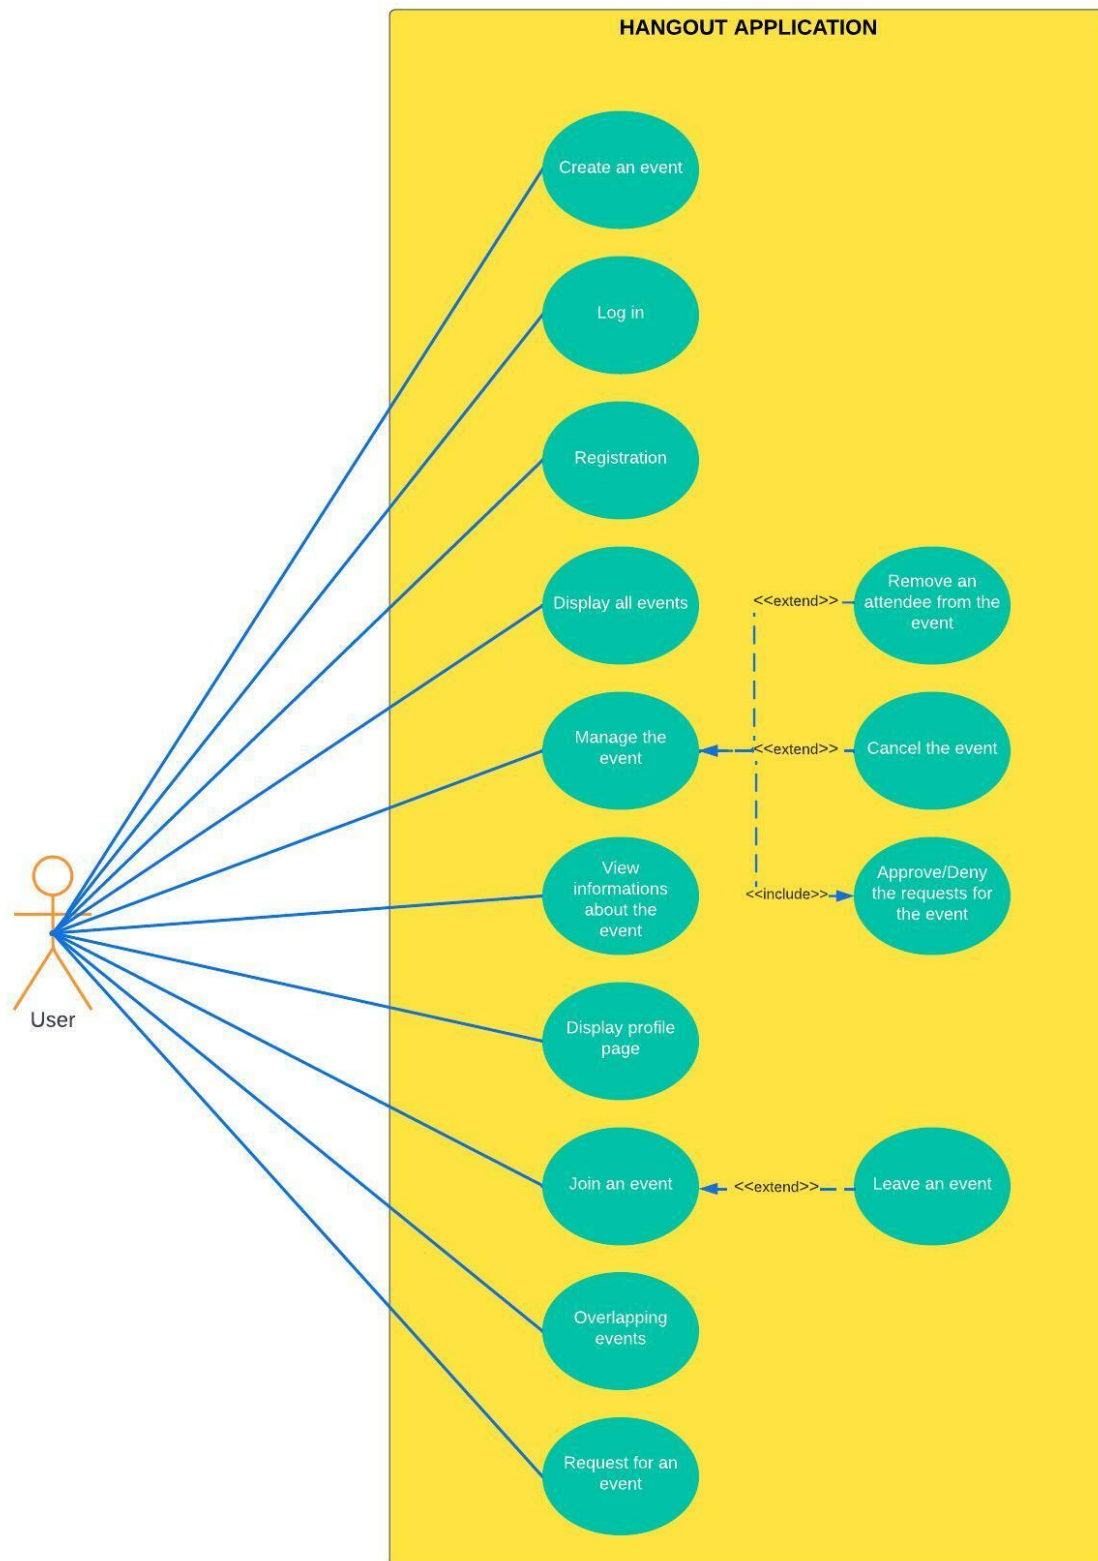 HANGOUT APPLICATION
Create an event
Log in
Registration
Display all events
<<extend>>
Remove an
attendee from the
event
Manage the
event
<<extend>>
Cancel the event
View
informations
about the
event
<<include>>
Approve/Deny
the requests for
the event
User
Display profile
page
Join an event
<<extend>>
Leave an event
Overlapping
events
Request for an
event